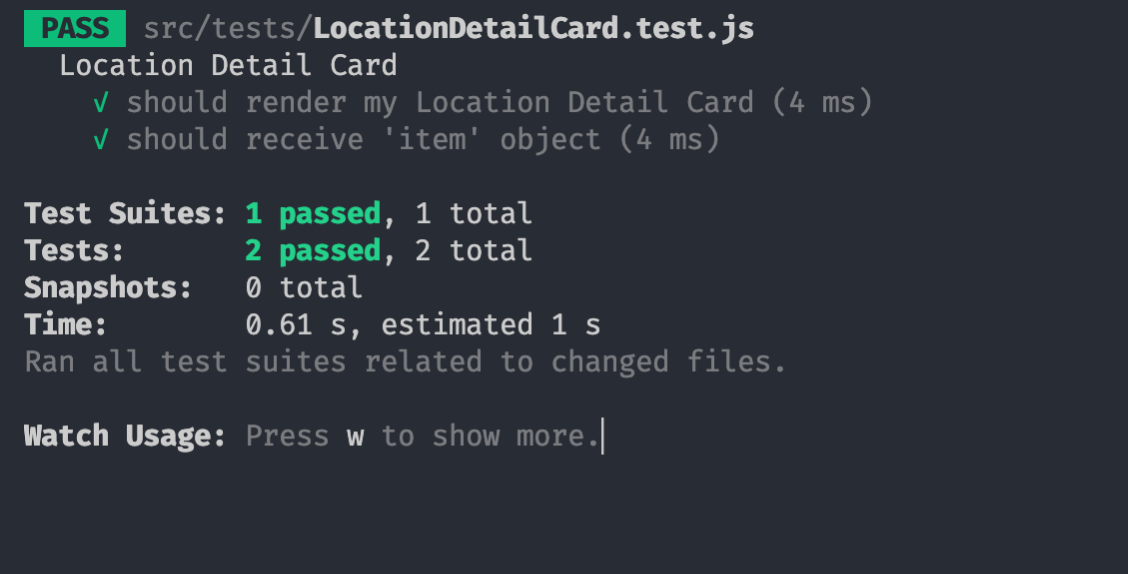 PASS src/tests/LocationDetailCard.test.js
Location Detail Card
√ should render my Location Detail Card (4 ms)
√ should receive 'item' object (4 ms)
Test Suites: 1 passed, 1 total
Tests: 2 passed, 2 total
Snapshots: 0 total
Time: 0.61 s, estimated 1 s
Ran all test suites related to changed files.
Watch Usage: Press w to show more.